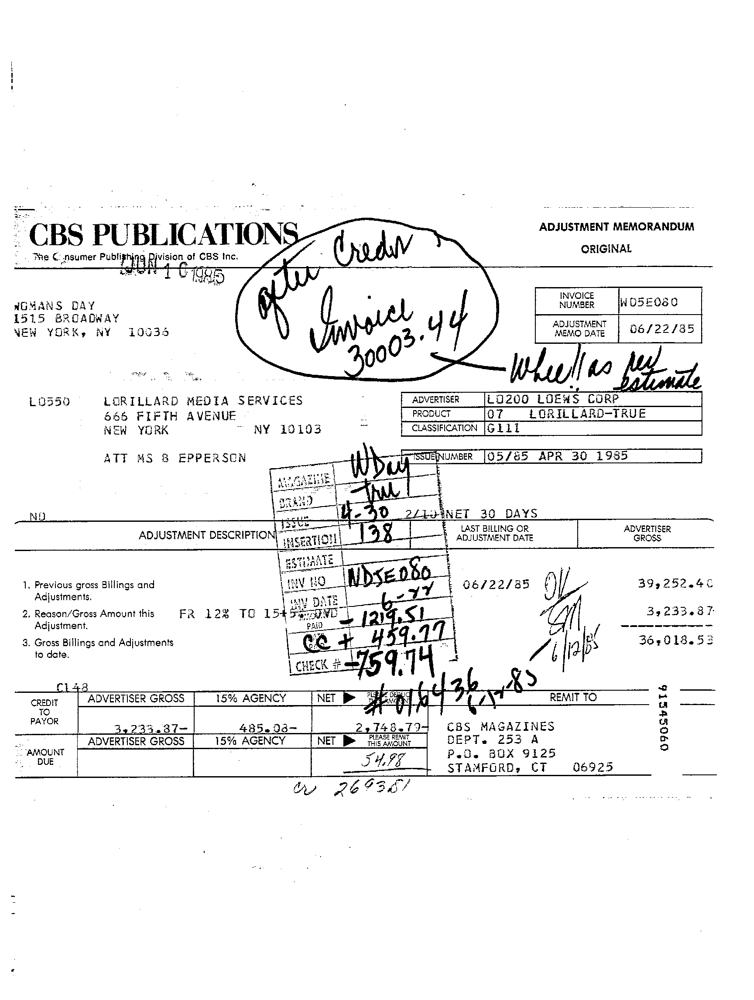 CBS PUBLICATIONS
The Consumer Publishing Division of CBS Inc.
JUN 10 1985
ADJUSTMENT MEMORANDUM
ORIGINAL
after Credit
Invoice
30003.44
Wheell as per
estimate
WOMANS DAY
1515 BROADWAY
NEW YORK, NY 10036
INVOICE NUMBER W05E080
ADJUSTMENT MEMO DATE 06/22/85
L0550 LORILLARD MEDIA SERVICES
666 FIFTH AVENUE
NEW YORK NY 10103
ATT MS B EPPERSON
ADVERTISER L0200 LOEWS CORP
PRODUCT 07 LORILLARD-TRUE
CLASSIFICATION G111
ISSUE NUMBER 05/85 APR 30 1985
MAGAZINE WDay
BRAND Tru
ISSUE 4-30
INSERTION 138
ESTIMATE
INV NO NDJE080
INV DATE 6-22
AMOUNT PAID - 1219.51
CC + 459.77
CHECK # -759.74
#016436
6-12-85
NO 2/10 NET 30 DAYS
ADJUSTMENT DESCRIPTION
LAST BILLING OR ADJUSTMENT DATE
ADVERTISER GROSS
1. Previous gross Billings and Adjustments. 06/22/85 39,252.40
2. Reason/Gross Amount this Adjustment. FR 12% TO 15+5% 3,233.87-
3. Gross Billings and Adjustments to date. 36,018.53
OK
6/12/85
C148
CREDIT TO PAYOR
ADVERTISER GROSS 15% AGENCY NET
3,233.87- 485.08- 2,748.79-
AMOUNT DUE
ADVERTISER GROSS 15% AGENCY NET PLEASE REMIT THIS AMOUNT
54.98
REMIT TO
CBS MAGAZINES
DEPT. 253 A
P.O. BOX 9125
STAMFORD, CT 06925
91545060
cr 269381